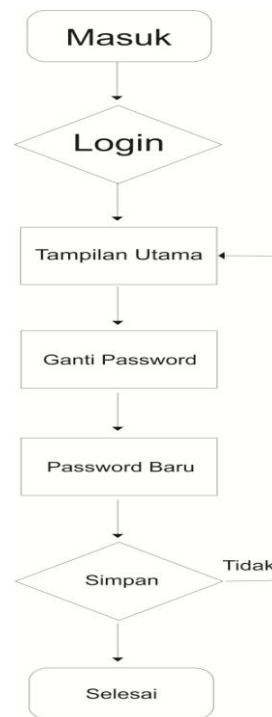 Masuk
Login
Tampilan Utama
Ganti Password
Password Baru
Simpan
Tidak
Selesai